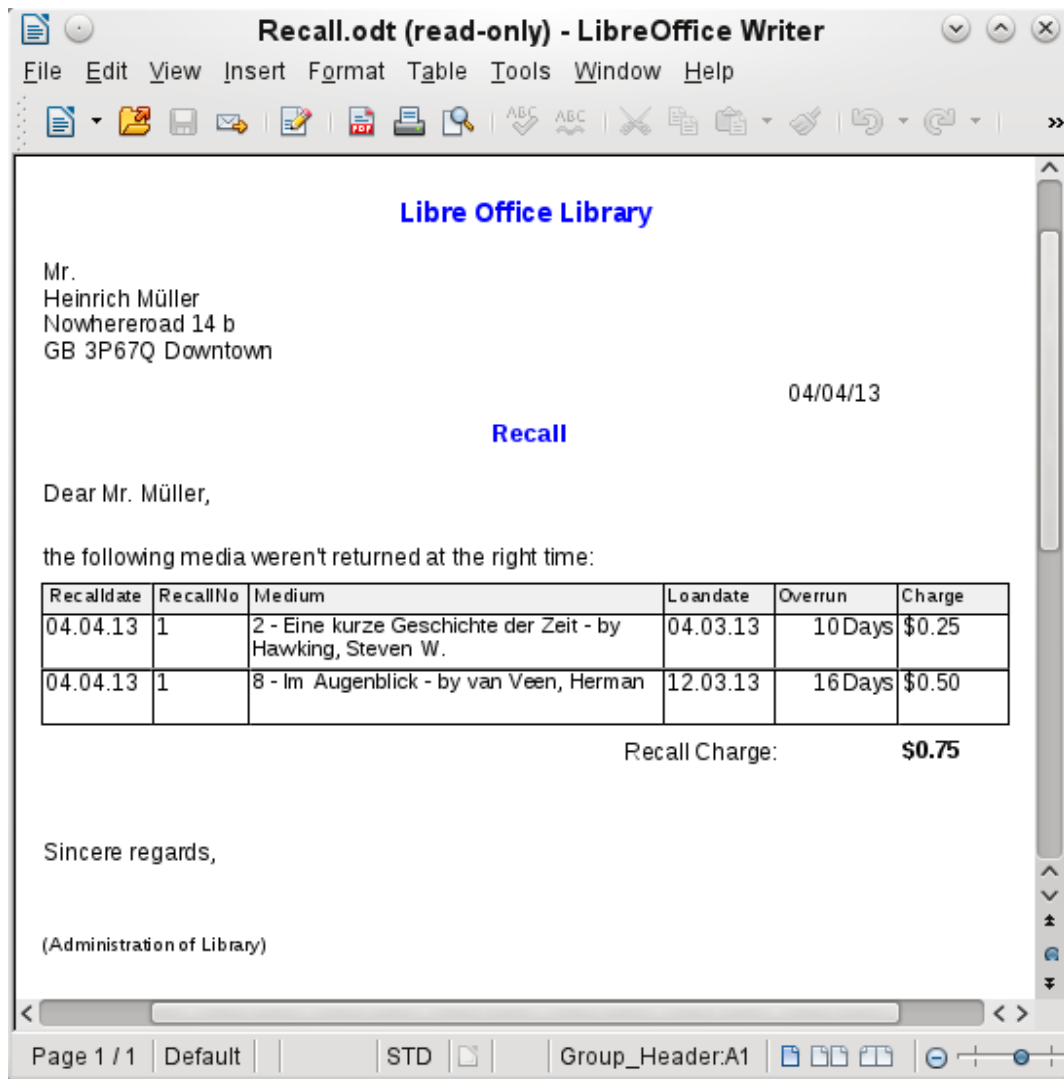 Recall.odt (read-only) - LibreOffice Writer
File Edit View Insert Format Table Tools Window Help
PDF ABC ABC »
Libre Office Library
Mr.
Heinrich Müller
Nowhereroad 14 b
GB 3P67Q Downtown
04/04/13
Recall
Dear Mr. Müller,
the following media weren't returned at the right time:
Recalldate RecallNo Medium Loandate Overrun Charge
04.04.13 1 2 - Eine kurze Geschichte der Zeit - by 04.03.13 10 Days $0.25
Hawking, Steven W.
04.04.13 1 8 - Im Augenblick - by van Veen, Herman 12.03.13 16 Days $0.50
Recall Charge: $0.75
Sincere regards,
(Administration of Library)
Page 1 / 1 Default STD Group_Header:A1